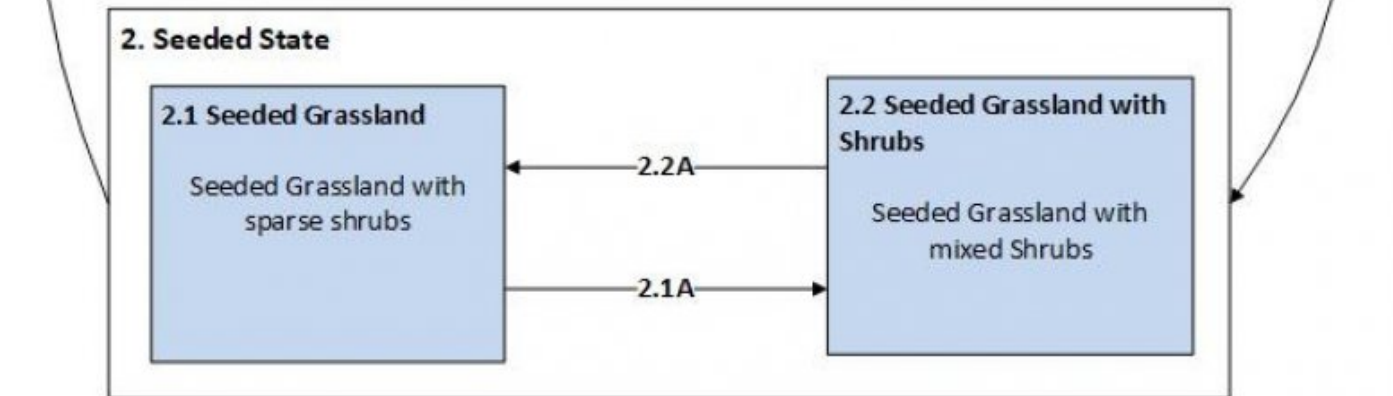 2. Seeded State
2.1 Seeded Grassland
Seeded Grassland with
sparse shrubs
2.2A
2.1A
2.2 Seeded Grassland with
Shrubs
Seeded Grassland with
mixed Shrubs